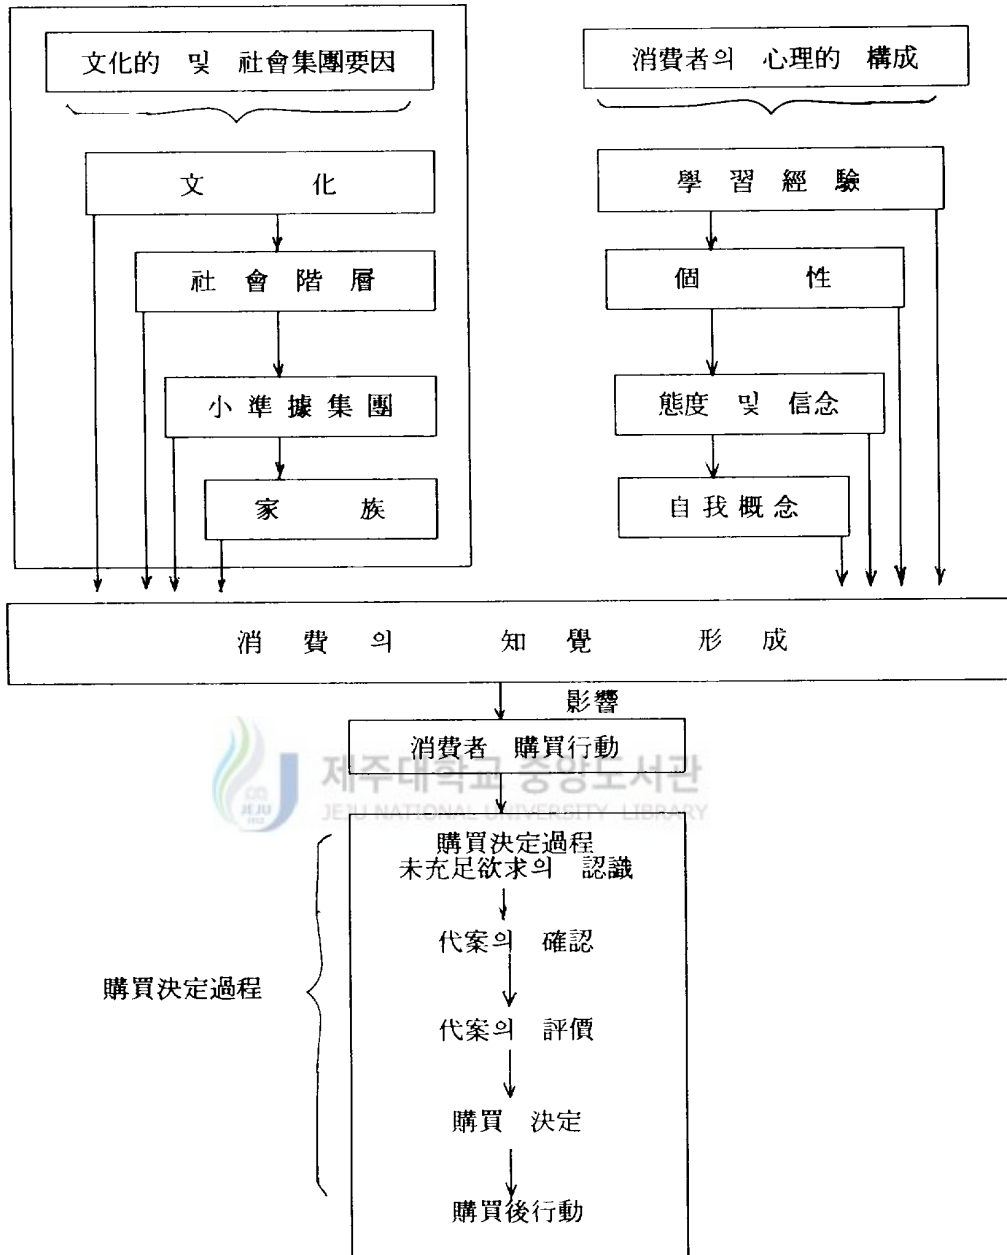 文化的 및 社會集團要因
消費者의 心理的 構成
文 化
學 習 經 驗
社 會 階 層
個 性
小 準 據 集 團
態度 및 信念
家 族
自 我 概 念
消 費 의 知 覺 形 成
影響
消費者 購買行動
제주대학교 중앙도서관
JEJU NATIONAL UNIVERSITY LIBRARY
JEJU
1952
購買決定過程
未充足欲求의 認識
代案의 確認
購買決定過程
代案의 評價
購買 決定
購買後行動